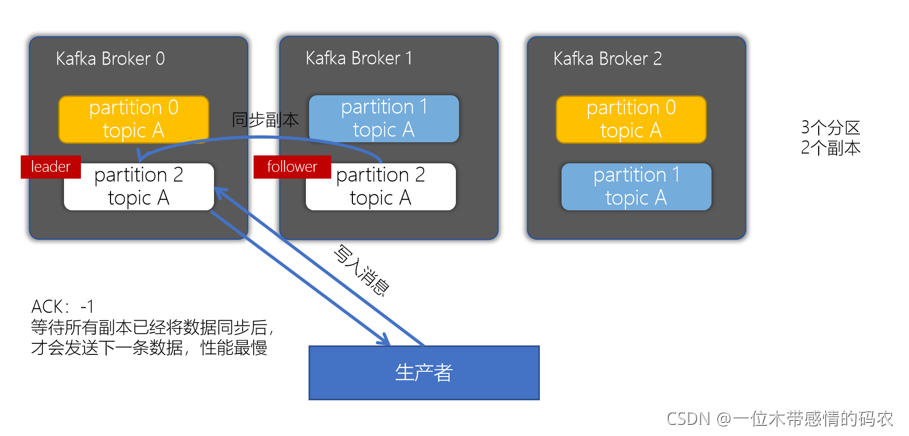 Kafka Broker 0
partition 0
topic A
leader
partition 2
topic A
Kafka Broker 1
partition 1
topic A
同步副本
follower
partition 2
topic A
Kafka Broker 2
partition 0
topic A
partition 1
topic A
3个分区
2个副本
写入消息
ACK：-1
等待所有副本已经将数据同步后，
才会发送下一条数据，性能最慢
生产者
CSDN @一位木带感情的码农